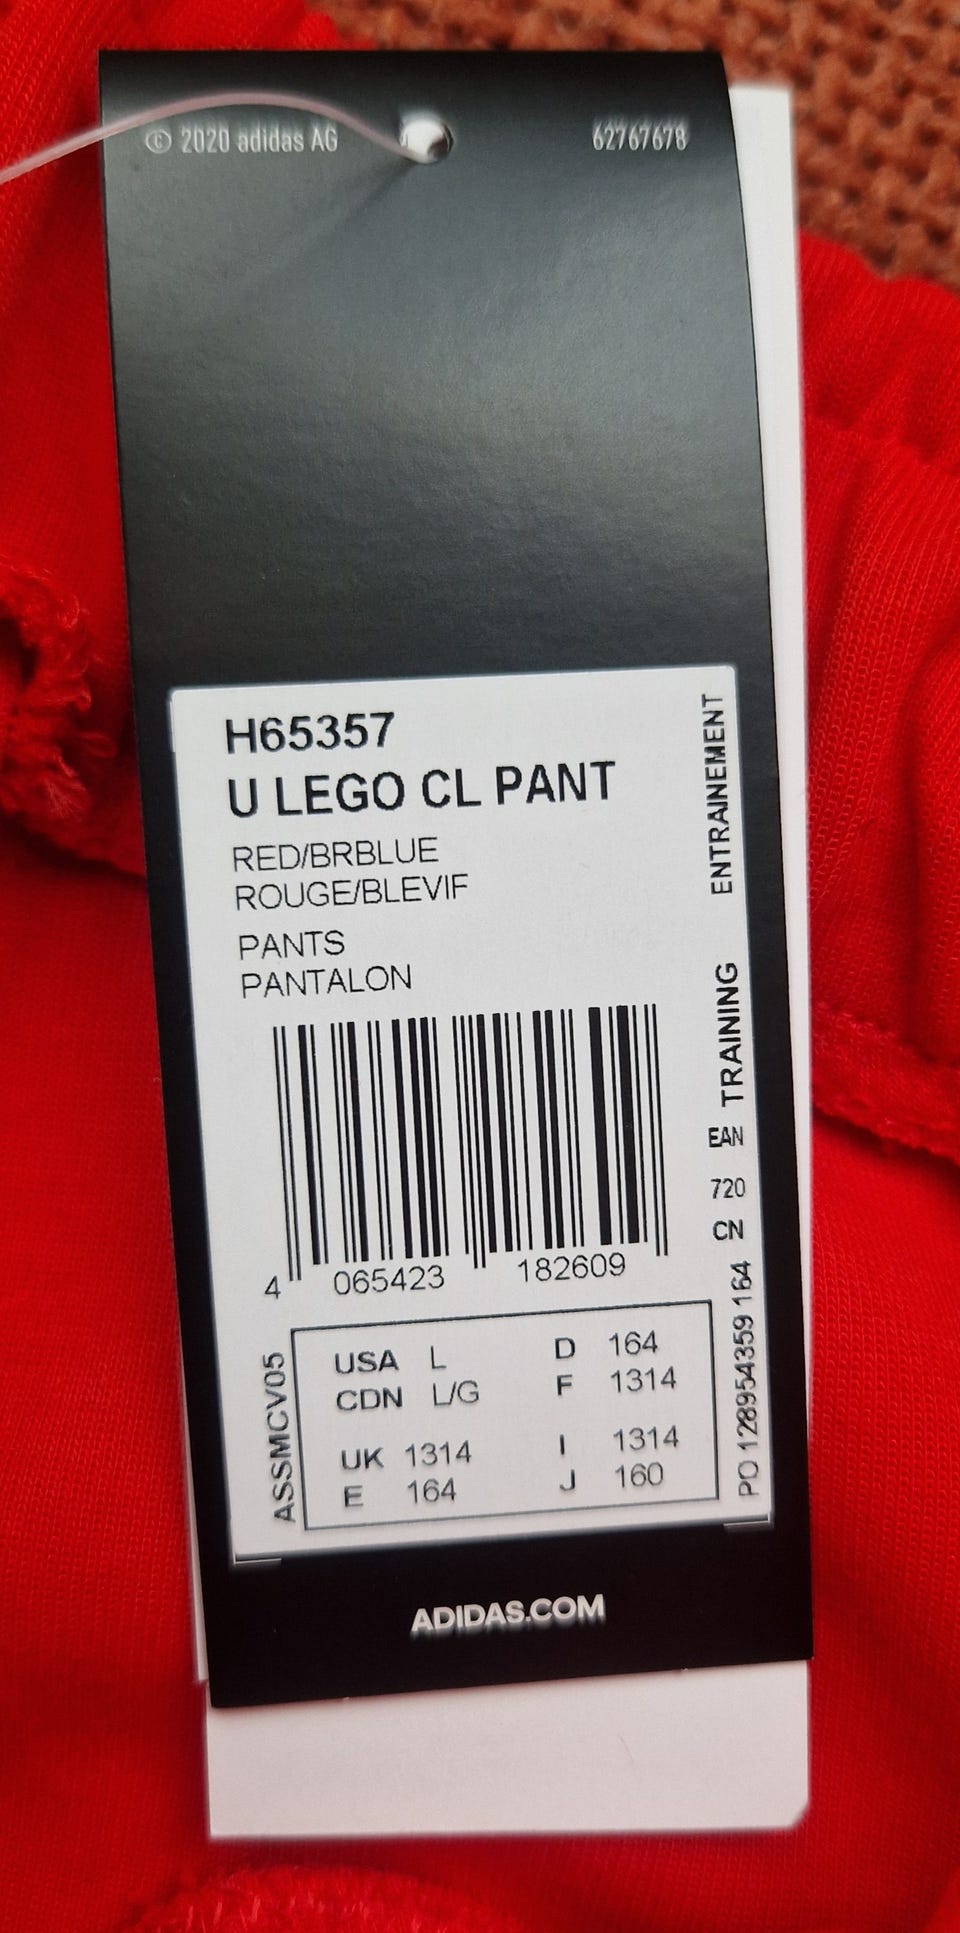 © 2020 adidas AG
62767678
H65357
U LEGO CL PANT
RED/BRBLUE
ROUGE/BLEVIF
PANTS
PANTALON
ENTRAINEMENT
TRAINING
EAN
720
CN
PO 128954359 164
4 065423 182609
ASSMCV05
USA L D 164
CDN L/G F 1314
UK 1314 I 1314
E 164 J 160
ADIDAS.COM